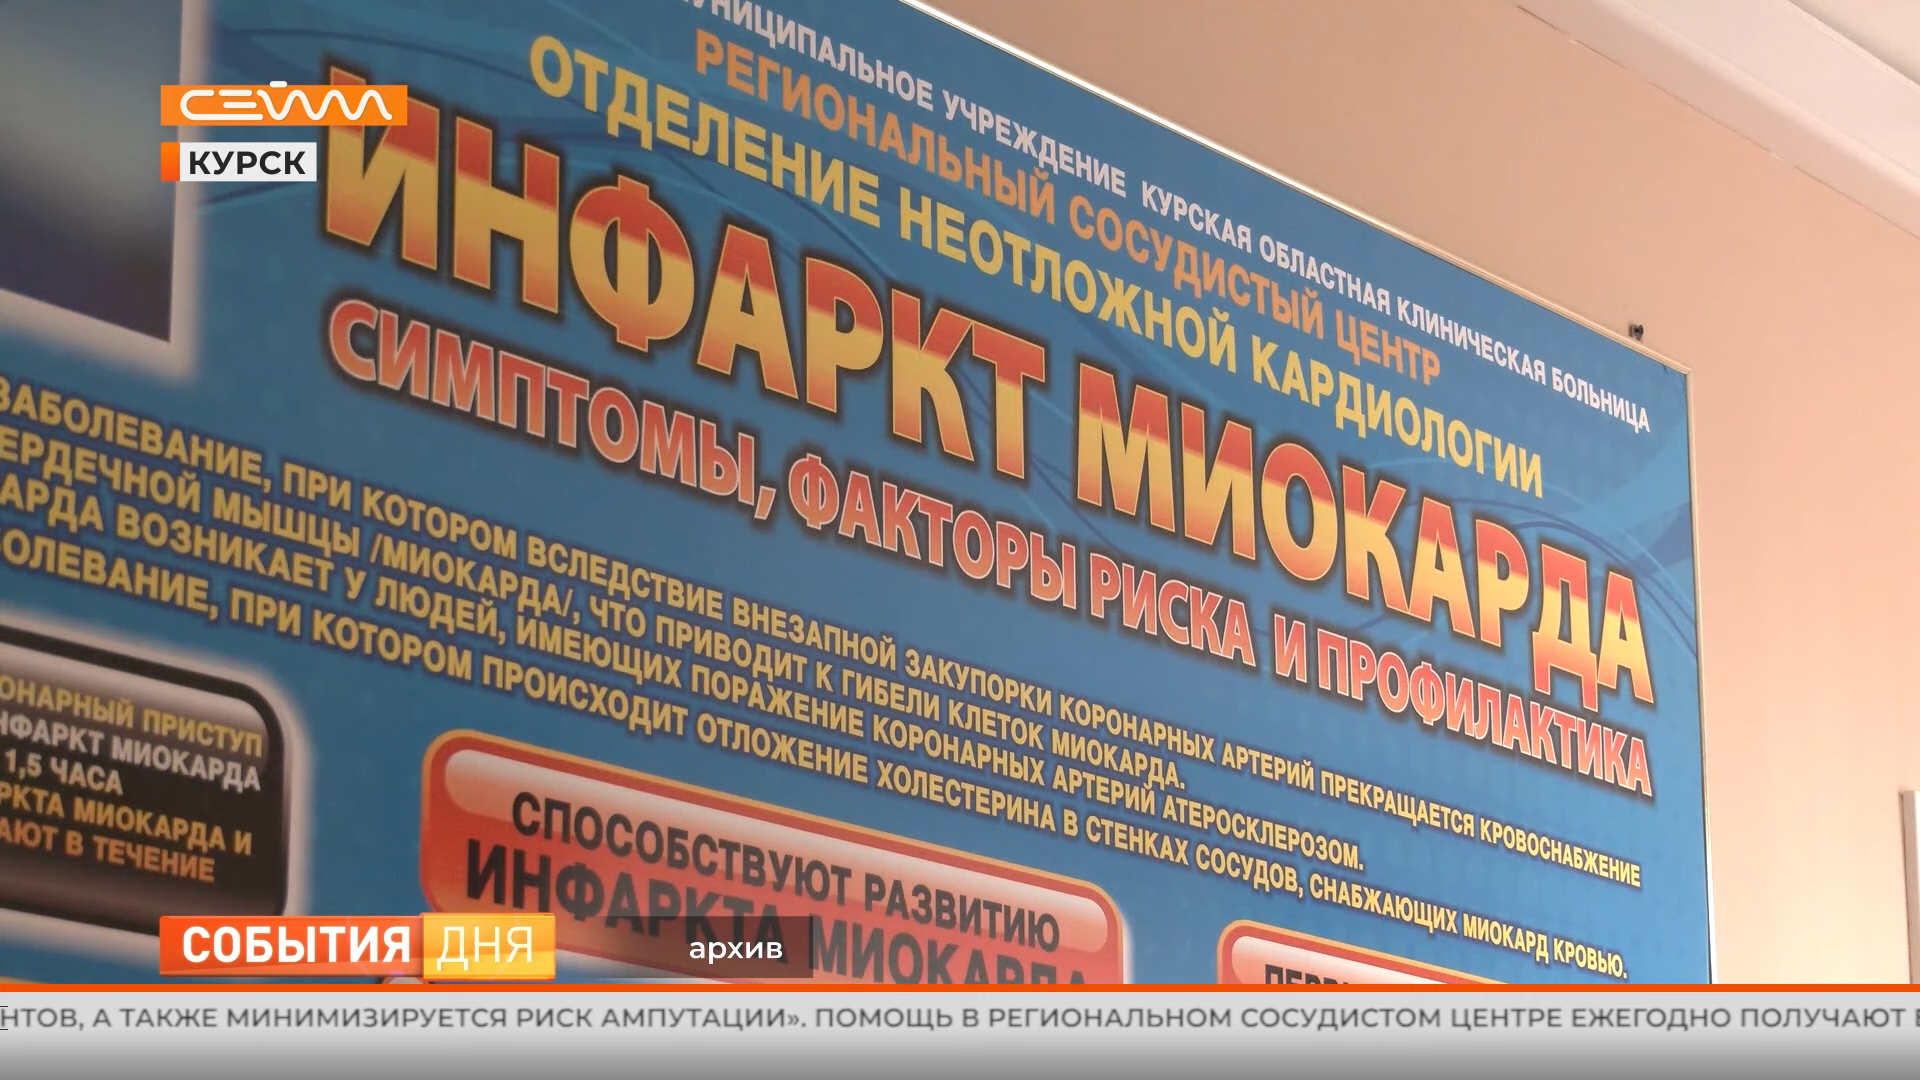 СЕЙМ
КУРСК
МУНИЦИПАЛЬНОЕ УЧРЕЖДЕНИЕ КУРСКАЯ ОБЛАСТНАЯ КЛИНИЧЕСКАЯ БОЛЬНИЦА
РЕГИОНАЛЬНЫЙ СОСУДИСТЫЙ ЦЕНТР
ОТДЕЛЕНИЕ НЕОТЛОЖНОЙ КАРДИОЛОГИИ
ИНФАРКТ МИОКАРДА
СИМПТОМЫ, ФАКТОРЫ РИСКА И ПРОФИЛАКТИКА
ЗАБОЛЕВАНИЕ, ПРИ КОТОРОМ ВСЛЕДСТВИЕ ВНЕЗАПНОЙ ЗАКУПОРКИ КОРОНАРНЫХ АРТЕРИЙ ПРЕКРАЩАЕТСЯ КРОВОСНАБЖЕНИЕ
ЕРДЕЧНОЙ МЫШЦЫ /МИОКАРДА/, ЧТО ПРИВОДИТ К ГИБЕЛИ КЛЕТОК МИОКАРДА.
АРДА ВОЗНИКАЕТ У ЛЮДЕЙ, ИМЕЮЩИХ ПОРАЖЕНИЕ КОРОНАРНЫХ АРТЕРИЙ АТЕРОСКЛЕРОЗОМ.
БОЛЕВАНИЕ, ПРИ КОТОРОМ ПРОИСХОДИТ ОТЛОЖЕНИЕ ХОЛЕСТЕРИНА В СТЕНКАХ СОСУДОВ, СНАБЖАЮЩИХ МИОКАРД КРОВЬЮ.
ОНАРНЫЙ ПРИСТУП
НФАРКТ МИОКАРДА
1,5 ЧАСА
РКТА МИОКАРДА И
АЮТ В ТЕЧЕНИЕ
СПОСОБСТВУЮТ РАЗВИТИЮ
ИНФАРКТА МИОКАРДА
СОБЫТИЯ ДНЯ
архив
НТОВ, А ТАКЖЕ МИНИМИЗИРУЕТСЯ РИСК АМПУТАЦИИ». ПОМОЩЬ В РЕГИОНАЛЬНОМ СОСУДИСТОМ ЦЕНТРЕ ЕЖЕГОДНО ПОЛУЧАЮТ